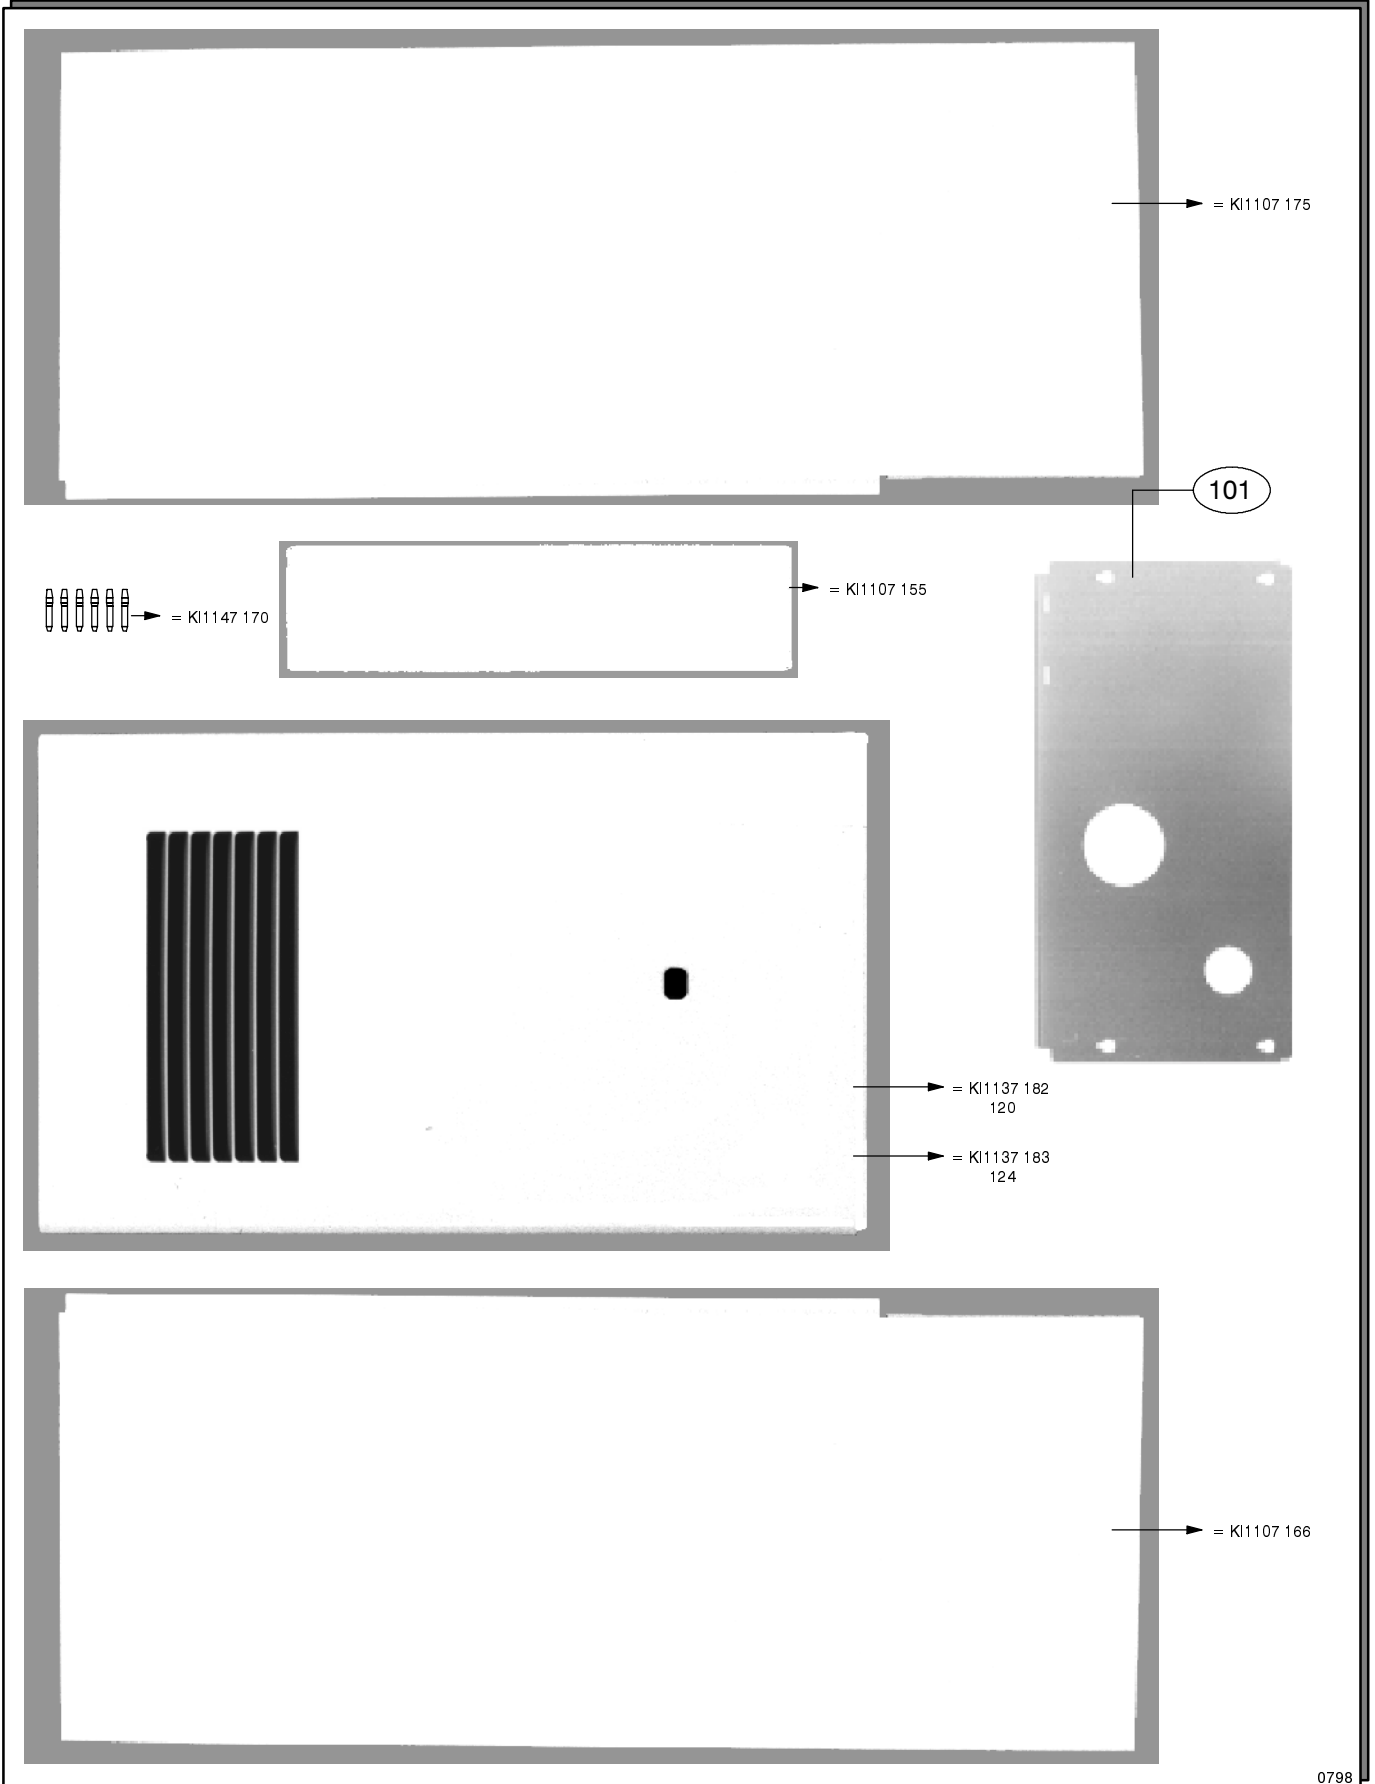 = KI1107 175
101
= KI1107 155
= KI1147 170
= KI1137 182
120
= KI1137 183
124
= KI1107 166
0798